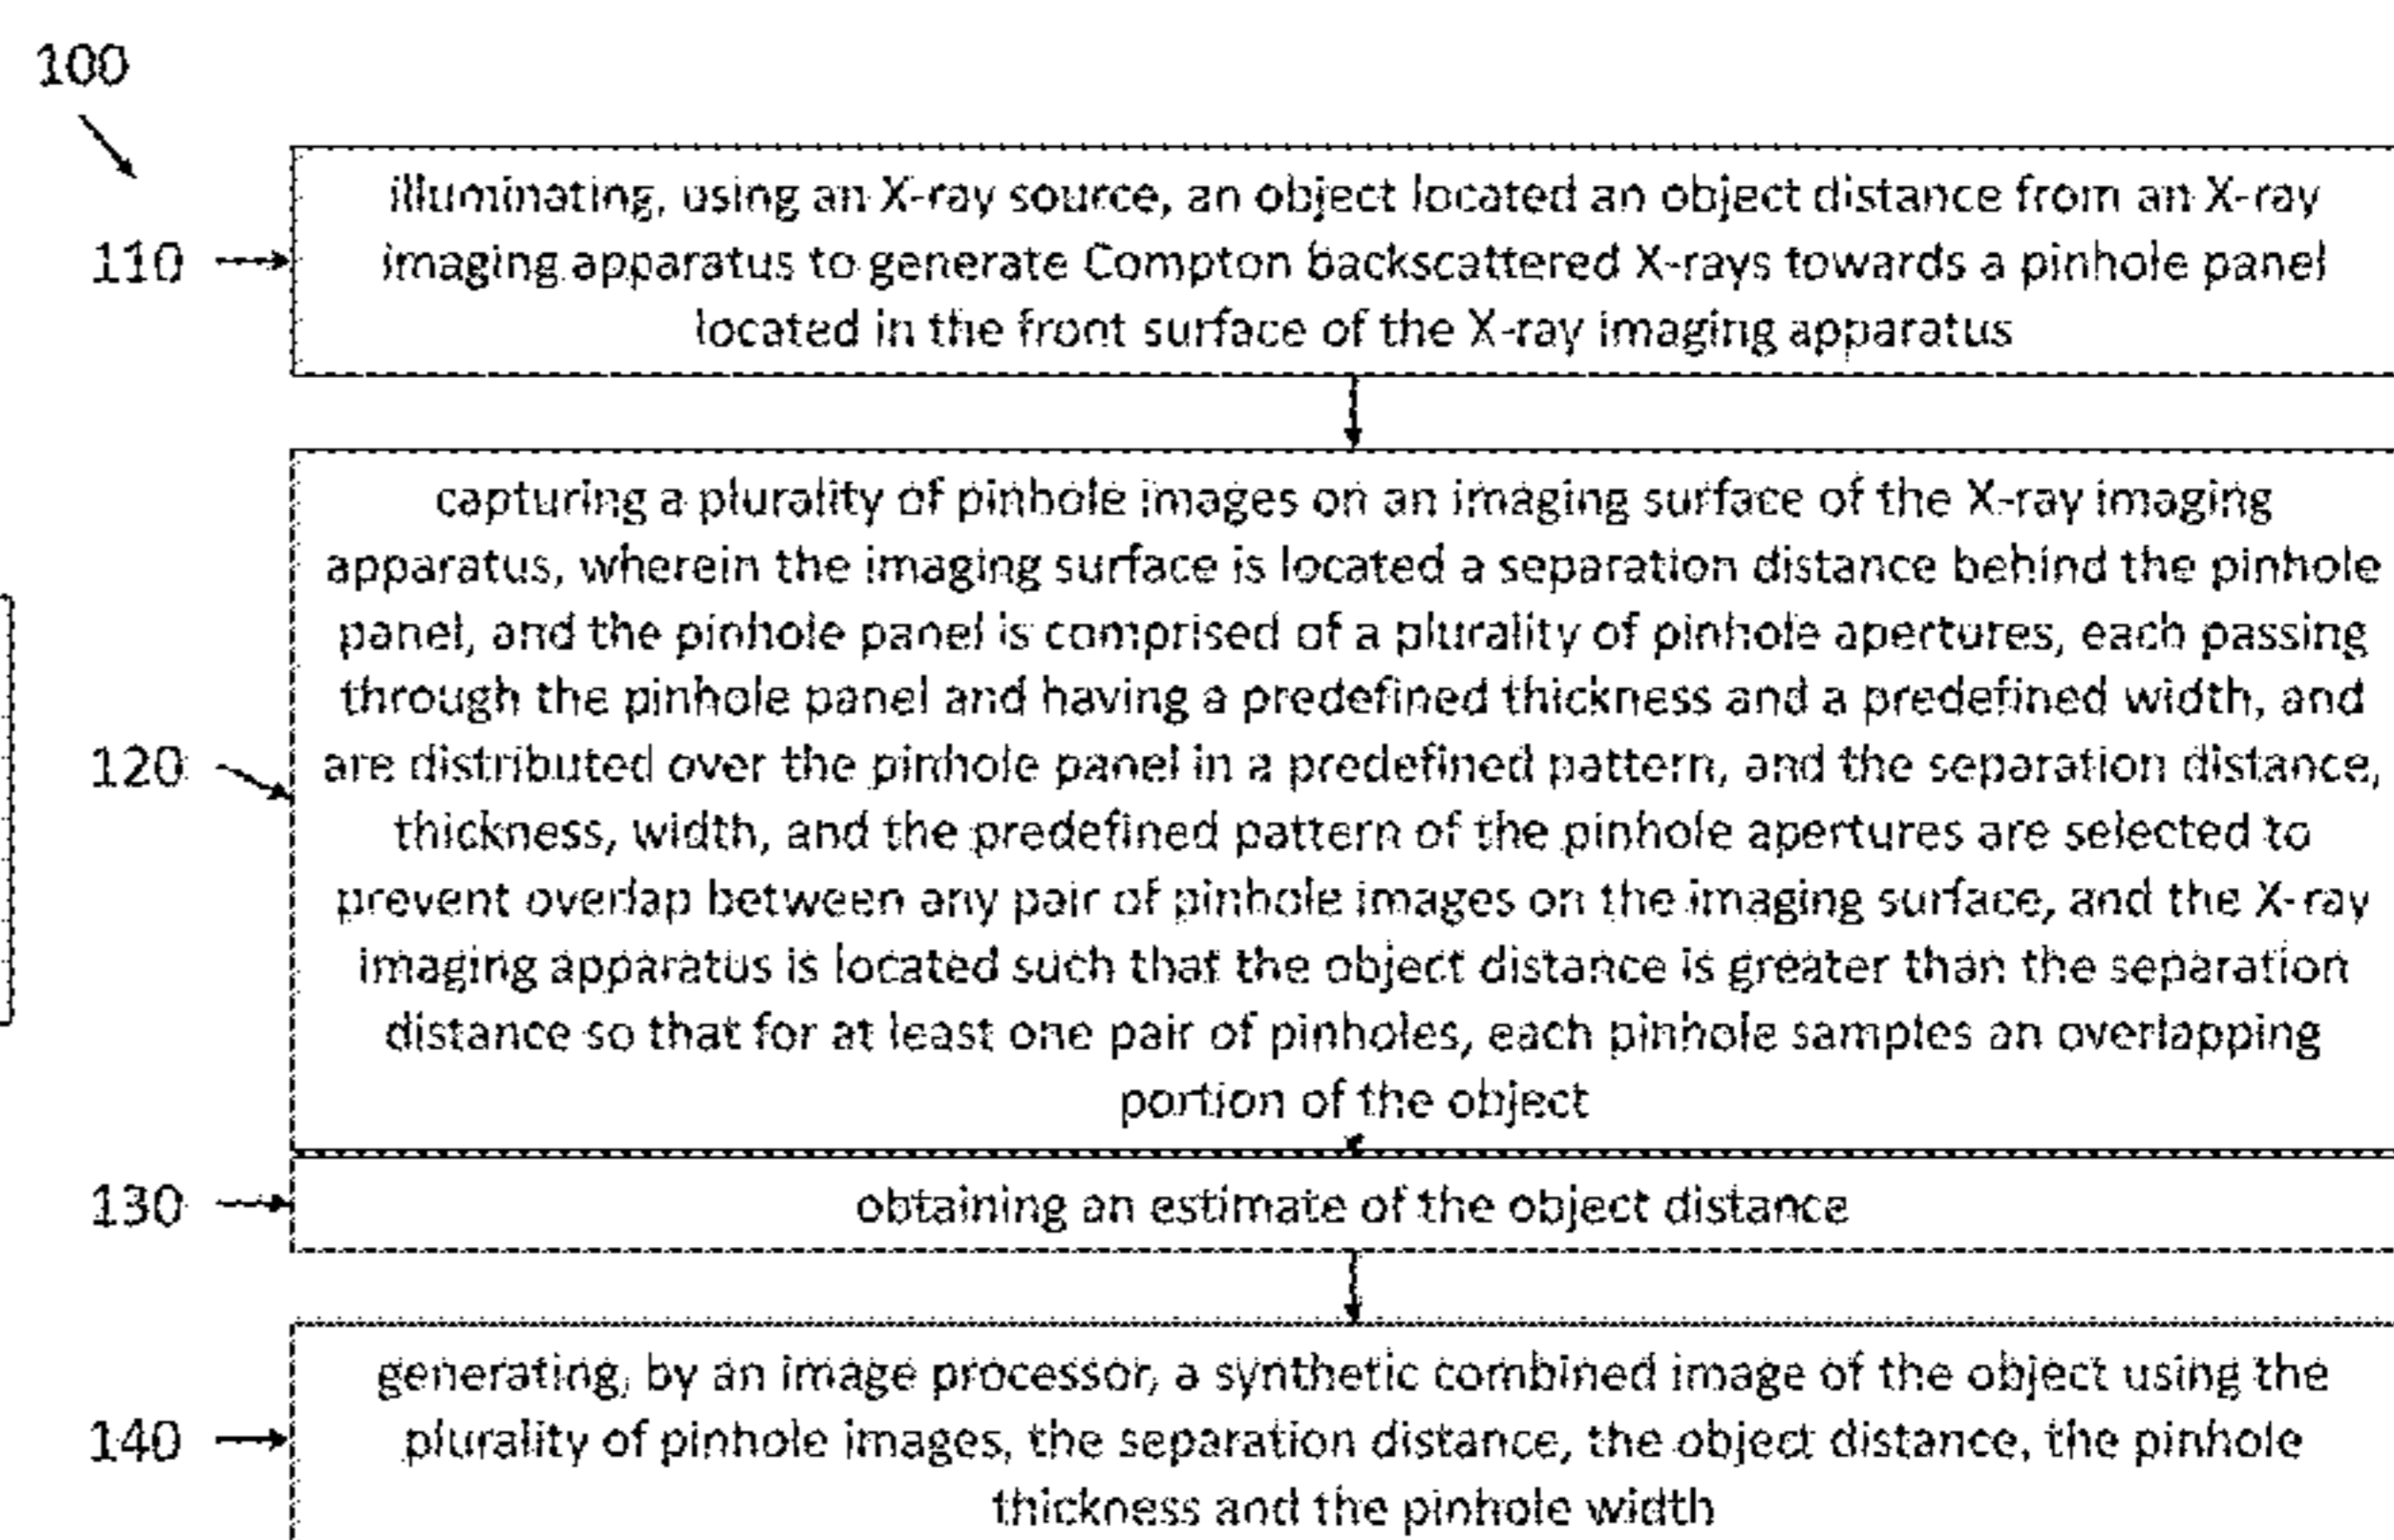 100
110
illuminating, using an X-ray source, an object located an object distance from an X-ray
imaging apparatus to generate Compton backscattered X-rays towards a pinhole panel
located in the front surface of the X-ray imaging apparatus
120
capturing a plurality of pinhole images on an imaging surface of the X-ray imaging
apparatus, wherein the imaging surface is located a separation distance behind the pinhole
panel, and the pinhole panel is comprised of a plurality of pinhole apertures, each passing
through the pinhole panel and having a predefined thickness and a predefined width, and
are distributed over the pinhole panel in a predefined pattern, and the separation distance,
thickness, width, and the predefined pattern of the pinhole apertures are selected to
prevent overlap between any pair of pinhole images on the imaging surface, and the X-ray
imaging apparatus is located such that the object distance is greater than the separation
distance so that for at least one pair of pinholes, each pinhole samples an overlapping
portion of the object
130
obtaining an estimate of the object distance
140
generating, by an image processor, a synthetic combined image of the object using the
plurality of pinhole images, the separation distance, the object distance, the pinhole
thickness and the pinhole width